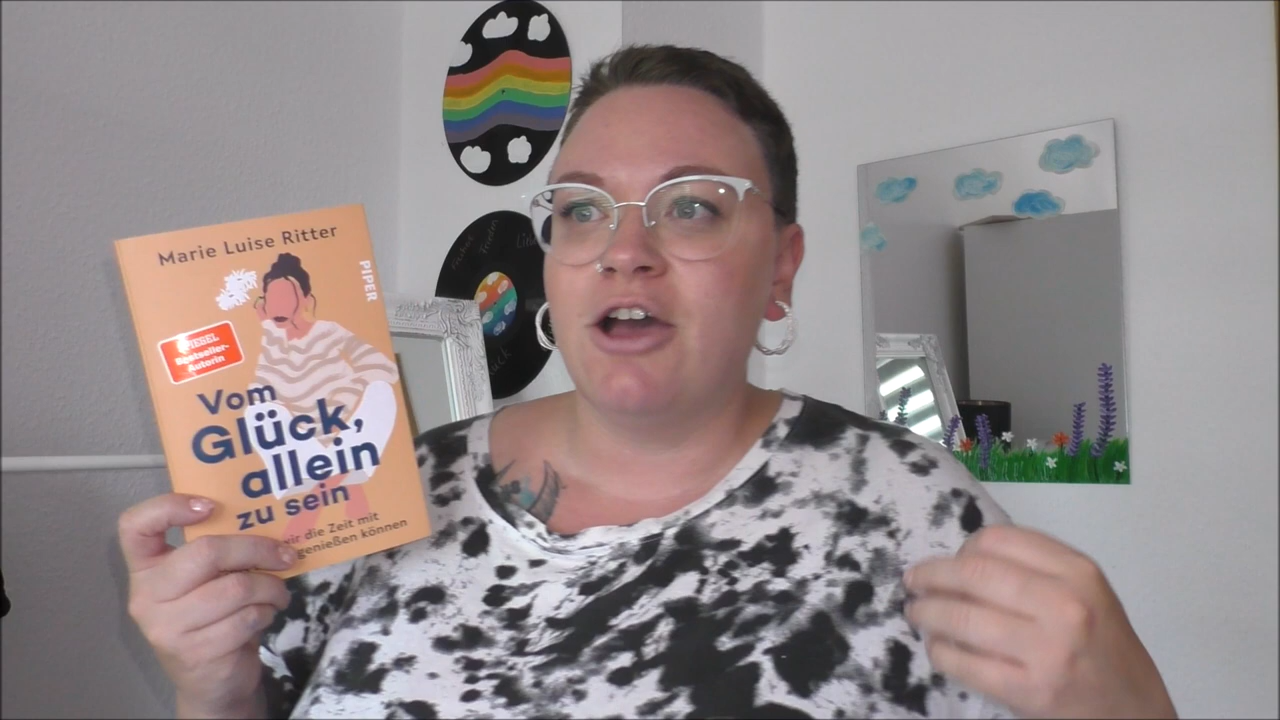 Marie Luise Ritter
PIPER
SPIEGEL
Bestseller-
Autorin
Vom
Glück,
allein
zu sein
wir die Zeit mit
genießen können